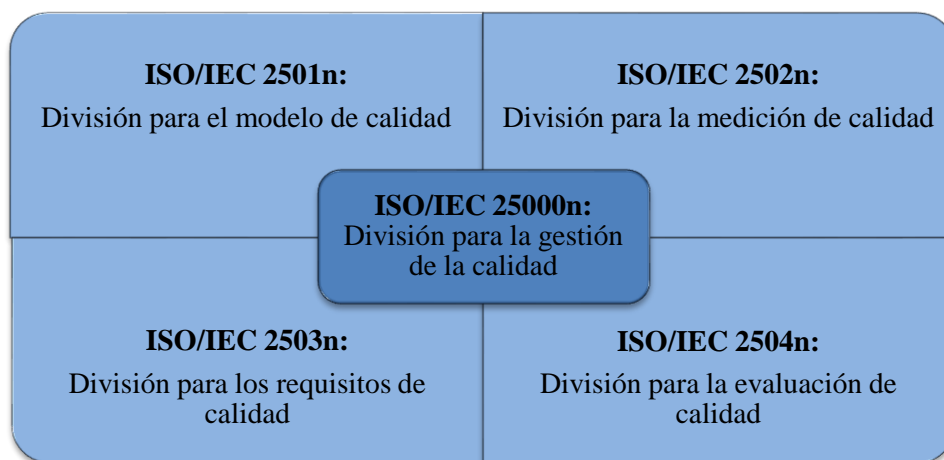 ISO/IEC 2501n:
División para el modelo de calidad
ISO/IEC 2502n:
División para la medición de calidad
ISO/IEC 25000n:
División para la gestión
de la calidad
ISO/IEC 2503n:
División para los requisitos de
calidad
ISO/IEC 2504n:
División para la evaluación de
calidad